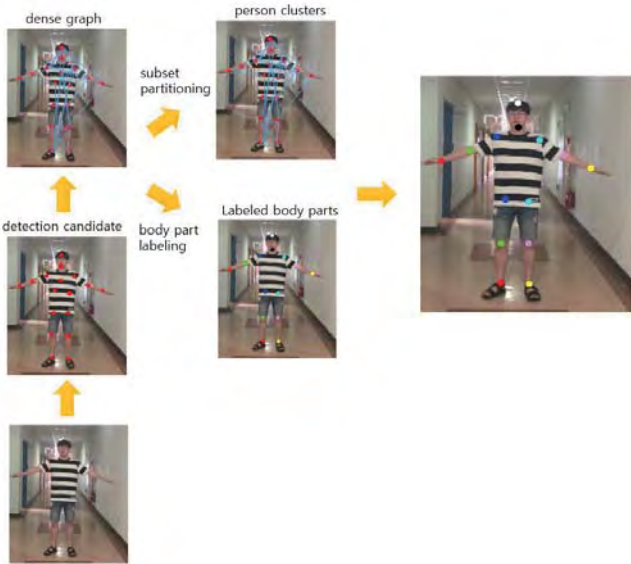 dense graph
person clusters
subset
partitioning
detection candidate
body part
labeling
Labeled body parts